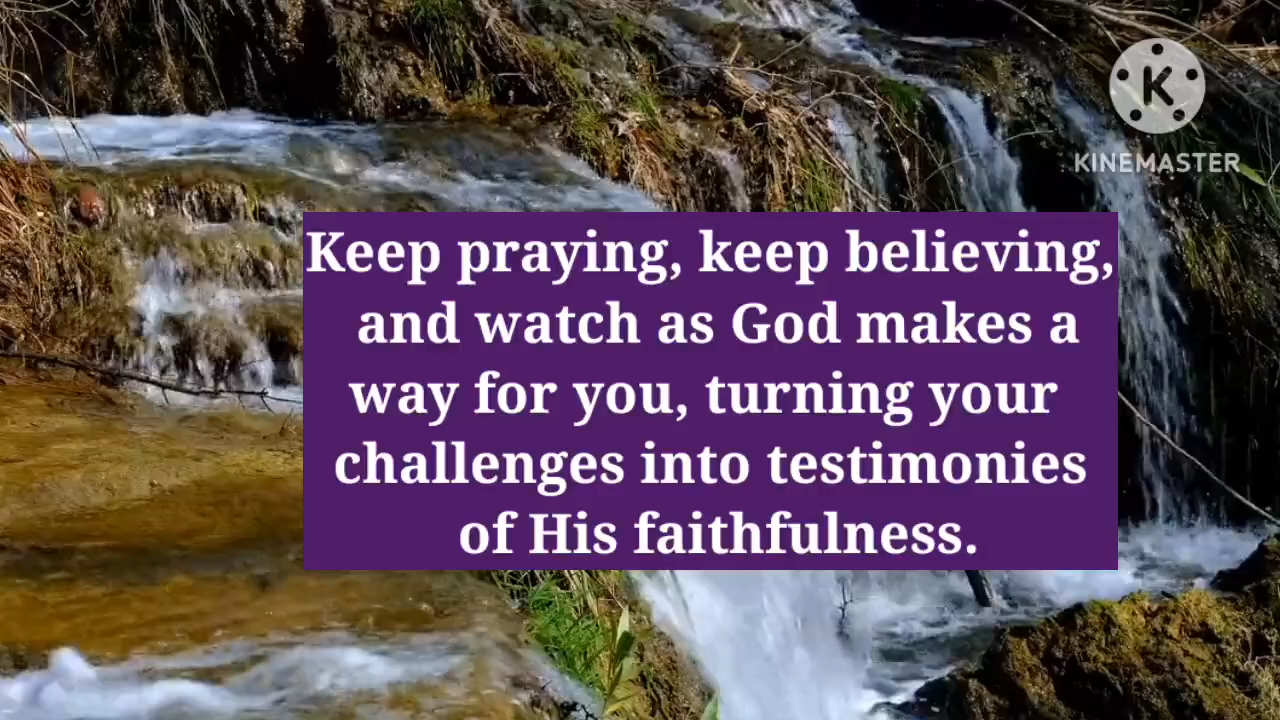 K
KINEMASTER
Keep praying, keep believing,
and watch as God makes a
way for you, turning your
challenges into testimonies
of His faithfulness.